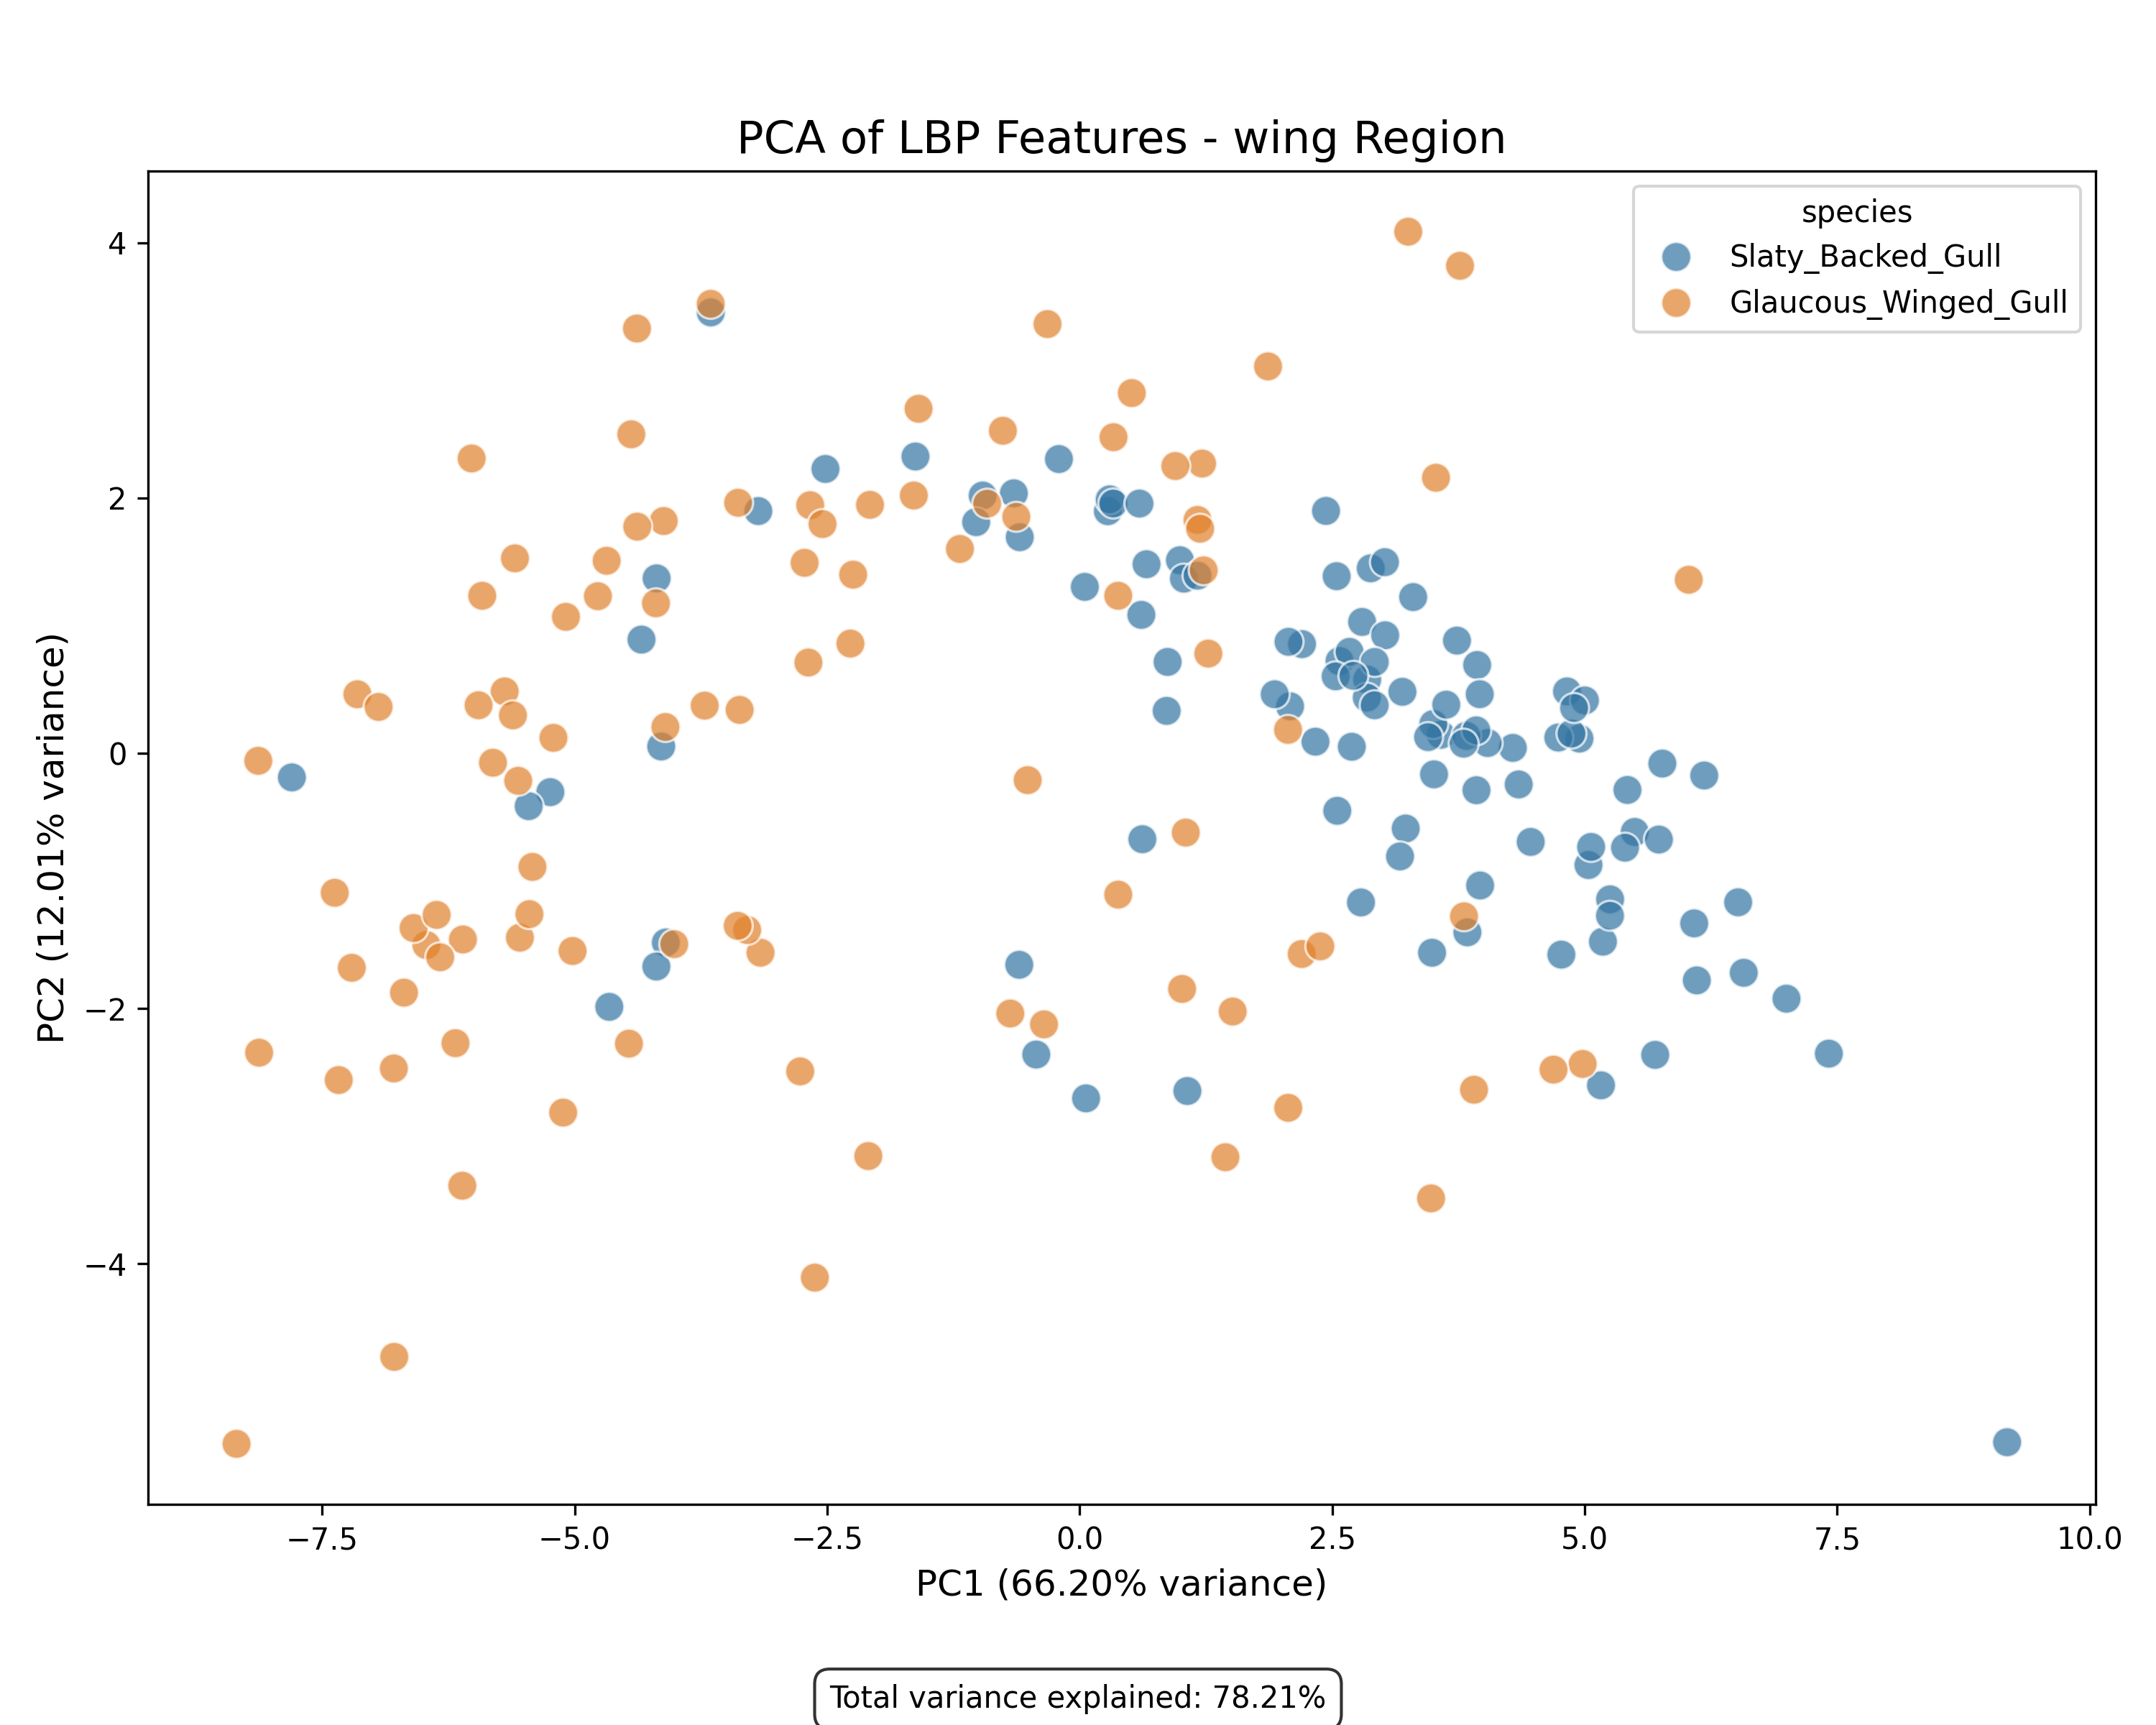 PCA of LBP Features - wing Region
species
Slaty_Backed_Gull
Glaucous_Winged_Gull
PC2 (12.01% variance)
4
2
0
−2
−4
−7.5
−5.0
−2.5
0.0
2.5
5.0
7.5
10.0
PC1 (66.20% variance)
Total variance explained: 78.21%